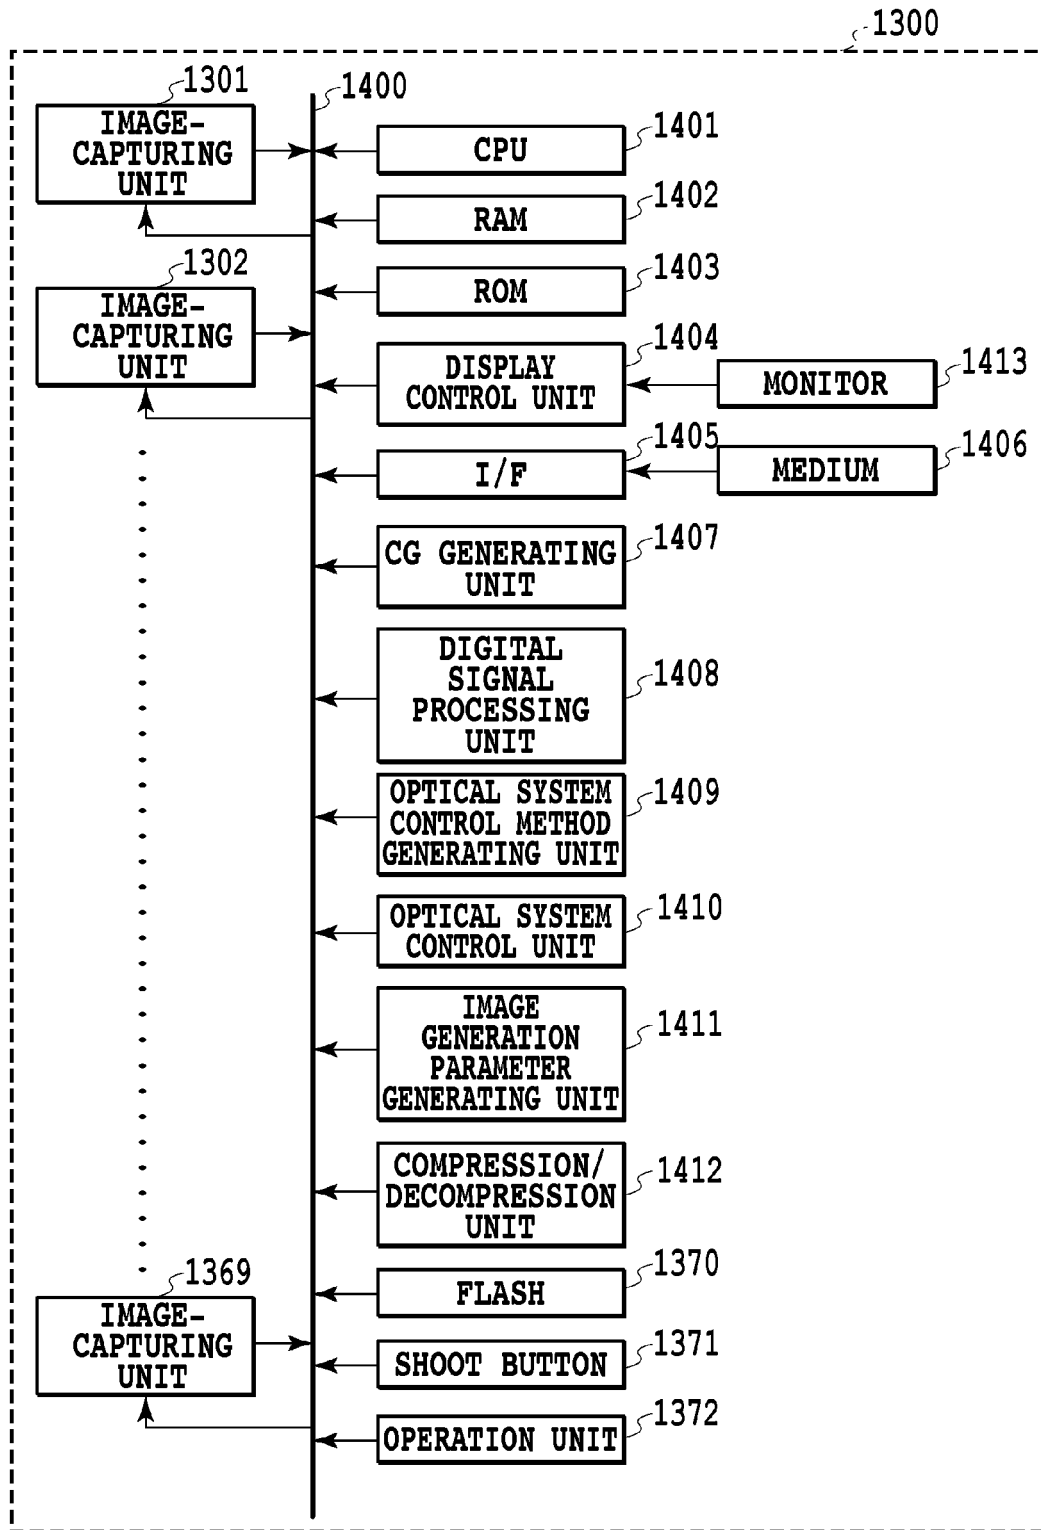 1300
1301
IMAGE-
CAPTURING
UNIT
1400
CPU
1401
RAM
1402
1302
IMAGE-
CAPTURING
UNIT
ROM
1403
DISPLAY
CONTROL UNIT
1404
MONITOR
1413
I/F
1405
MEDIUM
1406
CG GENERATING
UNIT
1407
DIGITAL
SIGNAL
PROCESSING
UNIT
1408
OPTICAL SYSTEM
CONTROL METHOD
GENERATING UNIT
1409
OPTICAL SYSTEM
CONTROL UNIT
1410
IMAGE
GENERATION
PARAMETER
GENERATING UNIT
1411
COMPRESSION/
DECOMPRESSION
UNIT
1412
1369
IMAGE-
CAPTURING
UNIT
FLASH
1370
SHOOT BUTTON
1371
OPERATION UNIT
1372